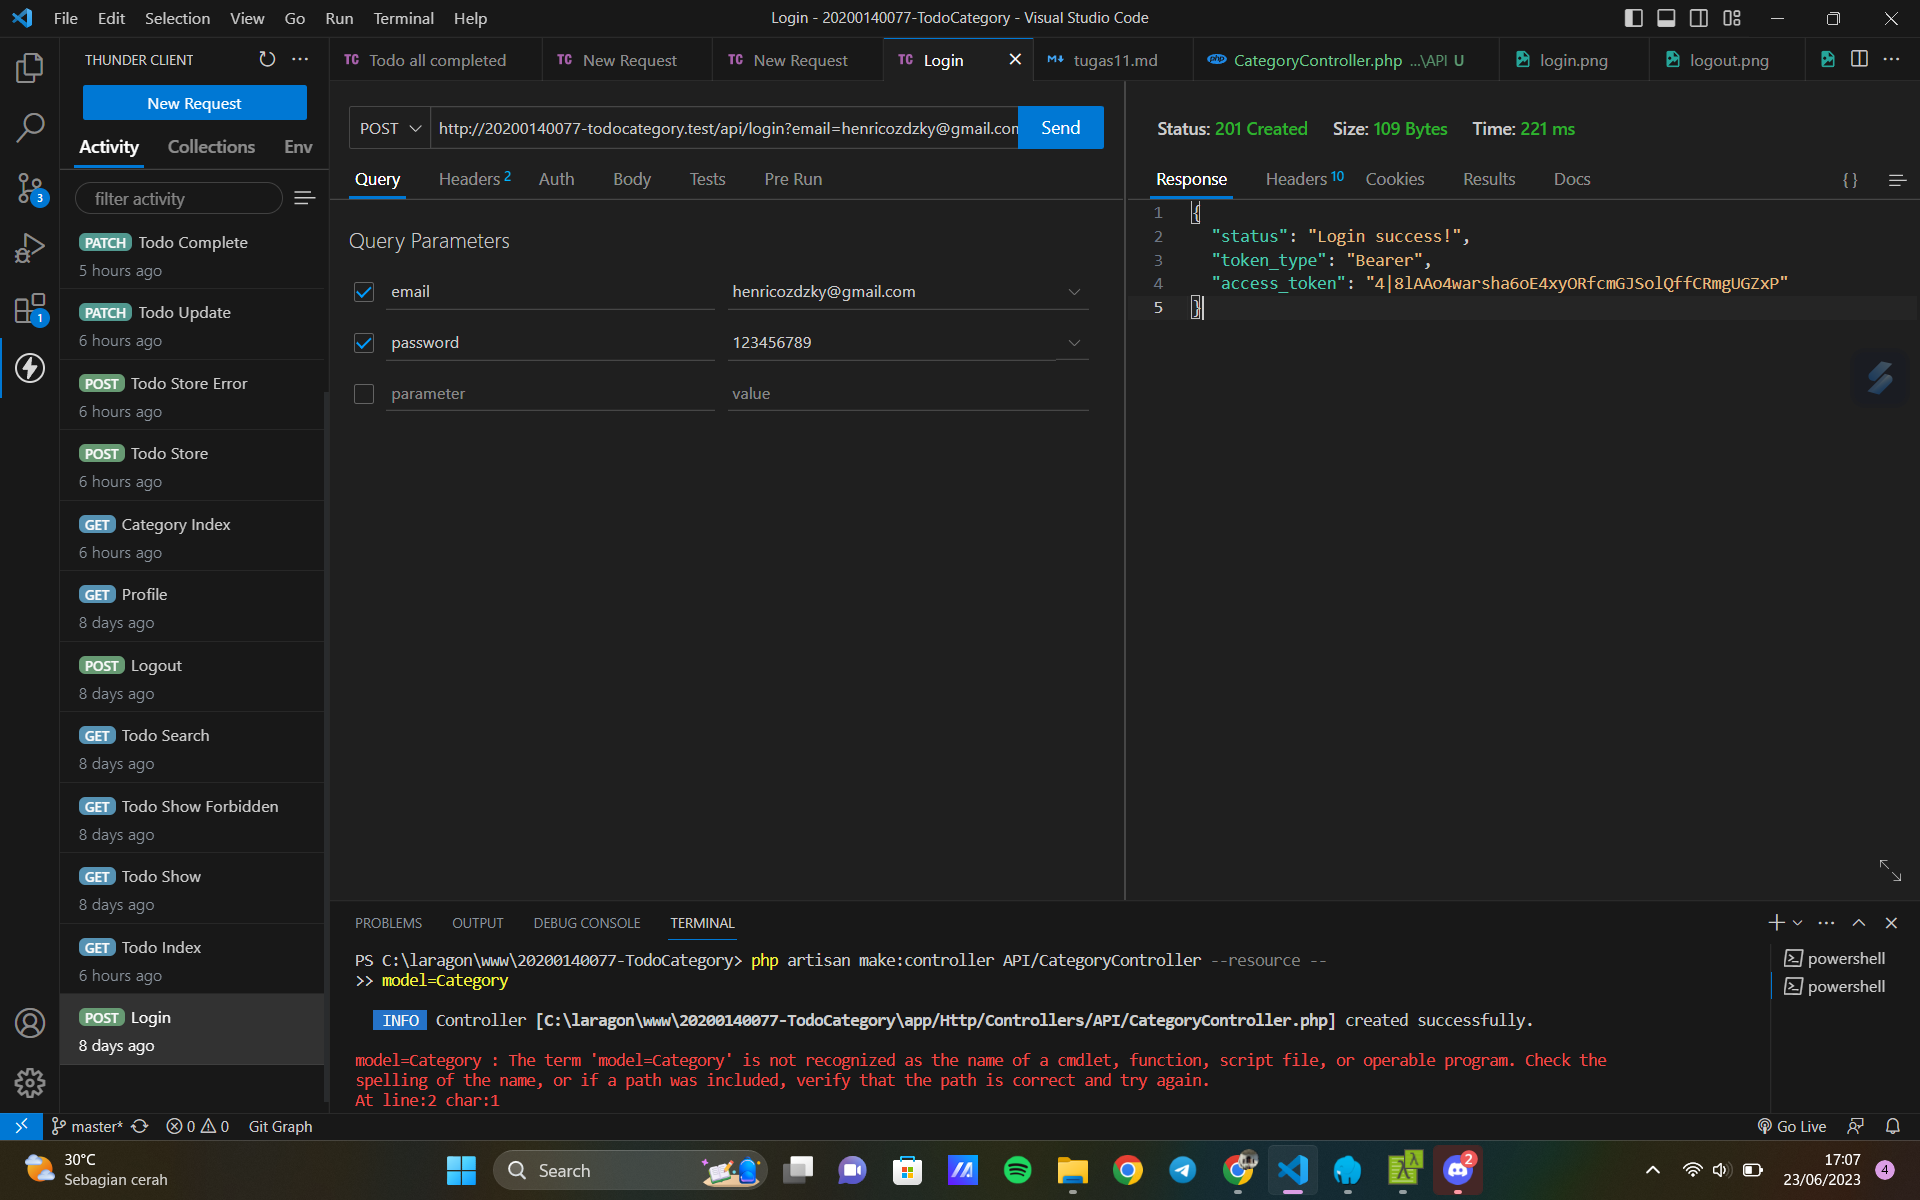 File Edit Selection View Go Run Terminal Help
Login - 20200140077-TodoCategory - Visual Studio Code
THUNDER CLIENT
New Request
Activity Collections Env
filter activity
PATCH Todo Complete
5 hours ago
PATCH Todo Update
6 hours ago
POST Todo Store Error
6 hours ago
POST Todo Store
6 hours ago
GET Category Index
6 hours ago
GET Profile
8 days ago
POST Logout
8 days ago
GET Todo Search
8 days ago
GET Todo Show Forbidden
8 days ago
GET Todo Show
8 days ago
GET Todo Index
6 hours ago
POST Login
8 days ago
3
1
TC Todo all completed
TC New Request
TC New Request
TC Login
tugas11.md
php CategoryController.php ...\API U
login.png
logout.png
POST http://20200140077-todocategory.test/api/login?email=henricozdzky@gmail.com Send
Query Headers 2 Auth Body Tests Pre Run
Query Parameters
email henricozdzky@gmail.com
password 123456789
parameter value
Status: 201 Created Size: 109 Bytes Time: 221 ms
Response Headers 10 Cookies Results Docs { }
1 {
2 "status": "Login success!",
3 "token_type": "Bearer",
4 "access_token": "4|8lAAo4warsha6oE4xyORfcmGJSolQffCRmgUGZxP"
5 }
PROBLEMS OUTPUT DEBUG CONSOLE TERMINAL
PS C:\laragon\www\20200140077-TodoCategory> php artisan make:controller API/CategoryController --resource --
>> model=Category
INFO Controller [C:\laragon\www\20200140077-TodoCategory\app/Http/Controllers/API/CategoryController.php] created successfully.
model=Category : The term 'model=Category' is not recognized as the name of a cmdlet, function, script file, or operable program. Check the
spelling of the name, or if a path was included, verify that the path is correct and try again.
At line:2 char:1
powershell
powershell
master* 0 0 Git Graph
Go Live
30°C
Sebagian cerah
Search
2
17:07
23/06/2023
4